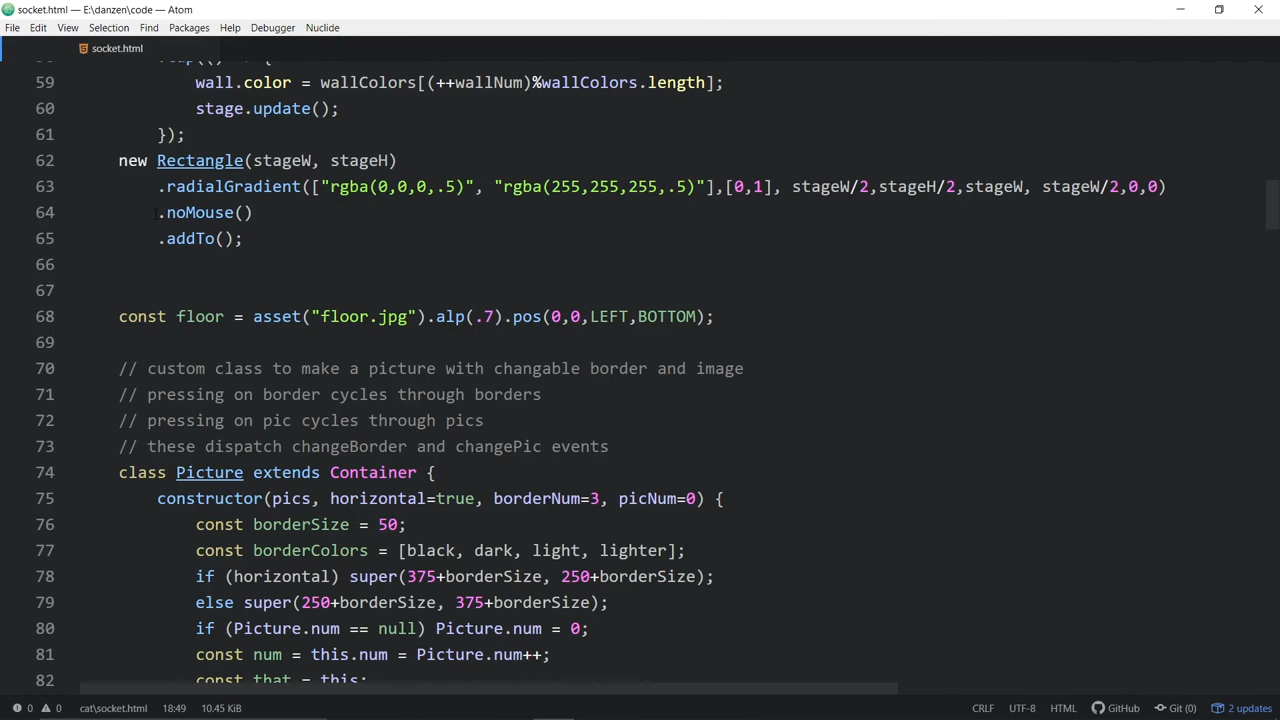 socket.html — E:\danzen\code — Atom
File Edit View Selection Find Packages Help Debugger Nuclide
socket.html
59 wall.color = wallColors[(++wallNum)%wallColors.length];
60 stage.update();
61 });
62 new Rectangle(stageW, stageH)
63 .radialGradient(["rgba(0,0,0,.5)", "rgba(255,255,255,.5)"],[0,1], stageW/2,stageH/2,stageW, stageW/2,0,0)
64 .noMouse()
65 .addTo();
66
67
68 const floor = asset("floor.jpg").alp(.7).pos(0,0,LEFT,BOTTOM);
69
70 // custom class to make a picture with changable border and image
71 // pressing on border cycles through borders
72 // pressing on pic cycles through pics
73 // these dispatch changeBorder and changePic events
74 class Picture extends Container {
75 constructor(pics, horizontal=true, borderNum=3, picNum=0) {
76 const borderSize = 50;
77 const borderColors = [black, dark, light, lighter];
78 if (horizontal) super(375+borderSize, 250+borderSize);
79 else super(250+borderSize, 375+borderSize);
80 if (Picture.num == null) Picture.num = 0;
81 const num = this.num = Picture.num++;
82 const that = this;
0 0 cat\socket.html 18:49 10.45 KiB CRLF UTF-8 HTML GitHub Git (0) 2 updates